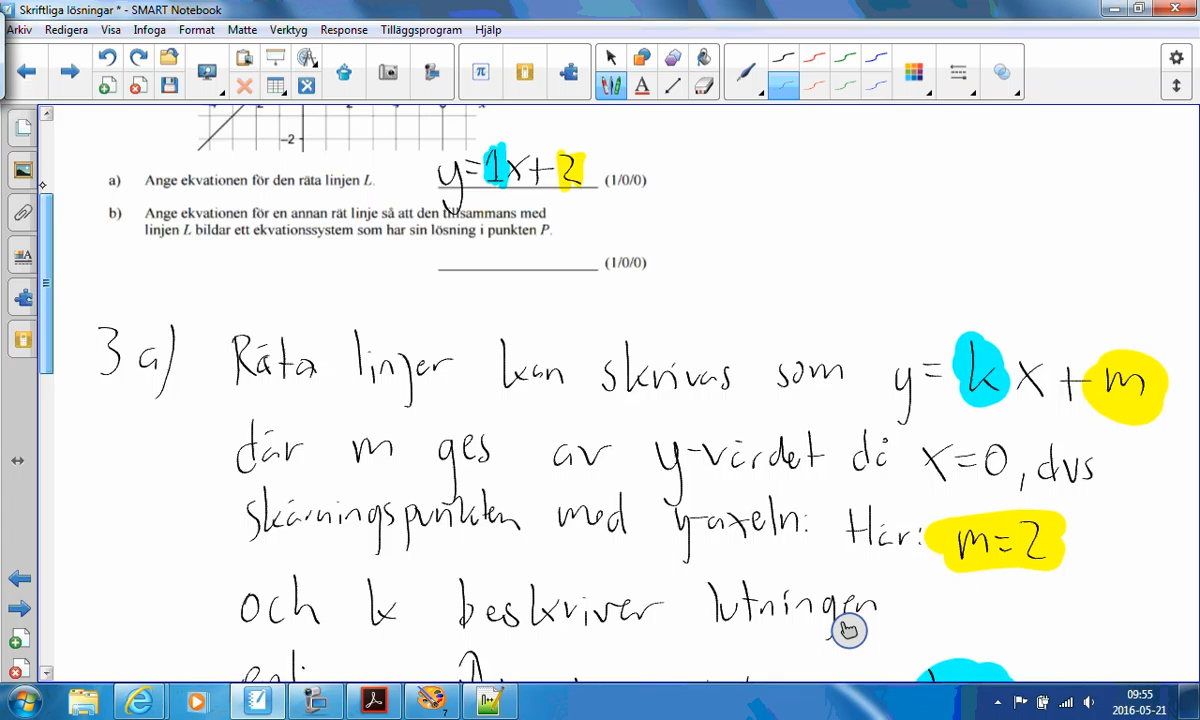 Skriftliga lösningar * - SMART Notebook
Arkiv Redigera Visa Infoga Format Matte Verktyg Response Tilläggsprogram Hjälp
-2
y=1x+2
a) Ange ekvationen för den räta linjen L. (1/0/0)
b) Ange ekvationen för en annan rät linje så att den tillsammans med
linjen L bildar ett ekvationssystem som har sin lösning i punkten P.
(1/0/0)
3 a) Räta linjer kan skrivas som y=kx+m
där m ges av y-värdet då x=0, dvs
skärningspunkten med y-axeln. Här: m=2
och k beskriver lutningen
09:55
2016-05-21